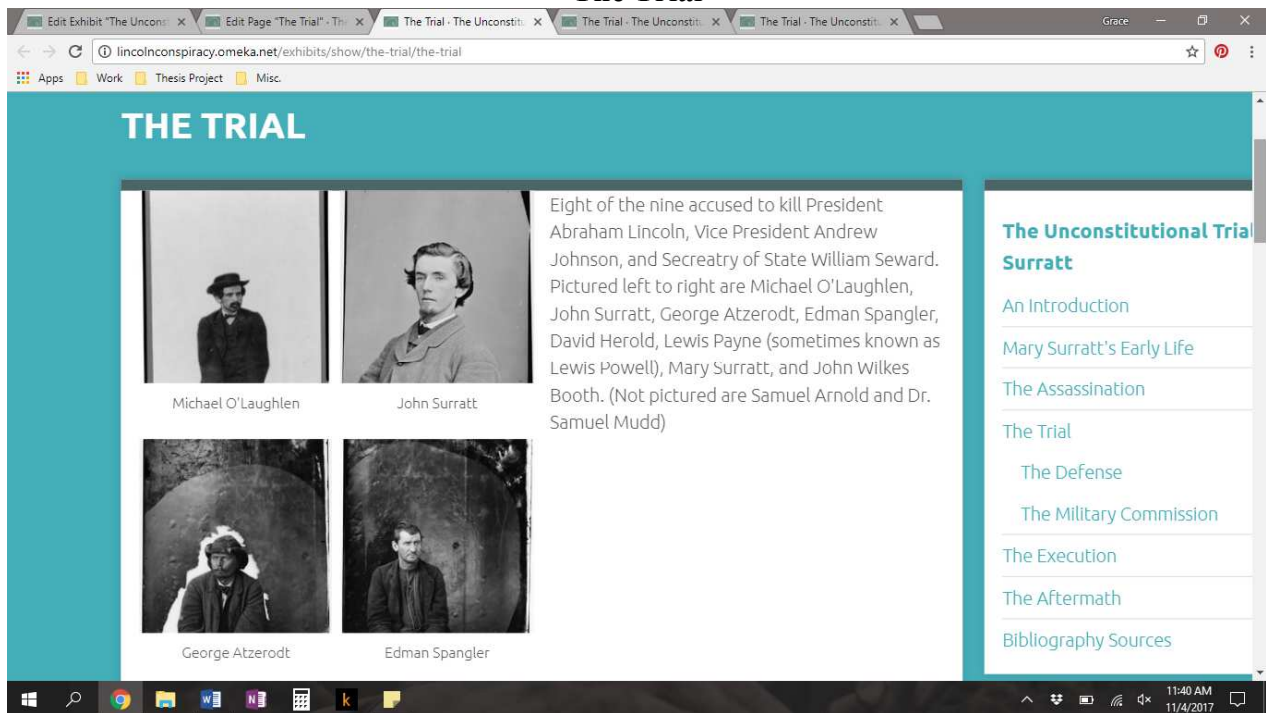 The Trial
Edit Exhibit "The Uncons
Edit Page "The Trial" - The
The Trial · The Unconstitu
The Trial · The Unconstitu
The Trial · The Unconstitu
Grace
lincolnconspiracy.omeka.net/exhibits/show/the-trial/the-trial
Apps
Work
Thesis Project
Misc.
THE TRIAL
Eight of the nine accused to kill President
Abraham Lincoln, Vice President Andrew
Johnson, and Secreatry of State William Seward.
Pictured left to right are Michael O'Laughlen,
John Surratt, George Atzerodt, Edman Spangler,
David Herold, Lewis Payne (sometimes known as
Lewis Powell), Mary Surratt, and John Wilkes
Booth. (Not pictured are Samuel Arnold and Dr.
Samuel Mudd)
Michael O'Laughlen
John Surratt
George Atzerodt
Edman Spangler
The Unconstitutional Trial
Surratt
An Introduction
Mary Surratt's Early Life
The Assassination
The Trial
The Defense
The Military Commission
The Execution
The Aftermath
Bibliography Sources
11:40 AM
11/4/2017